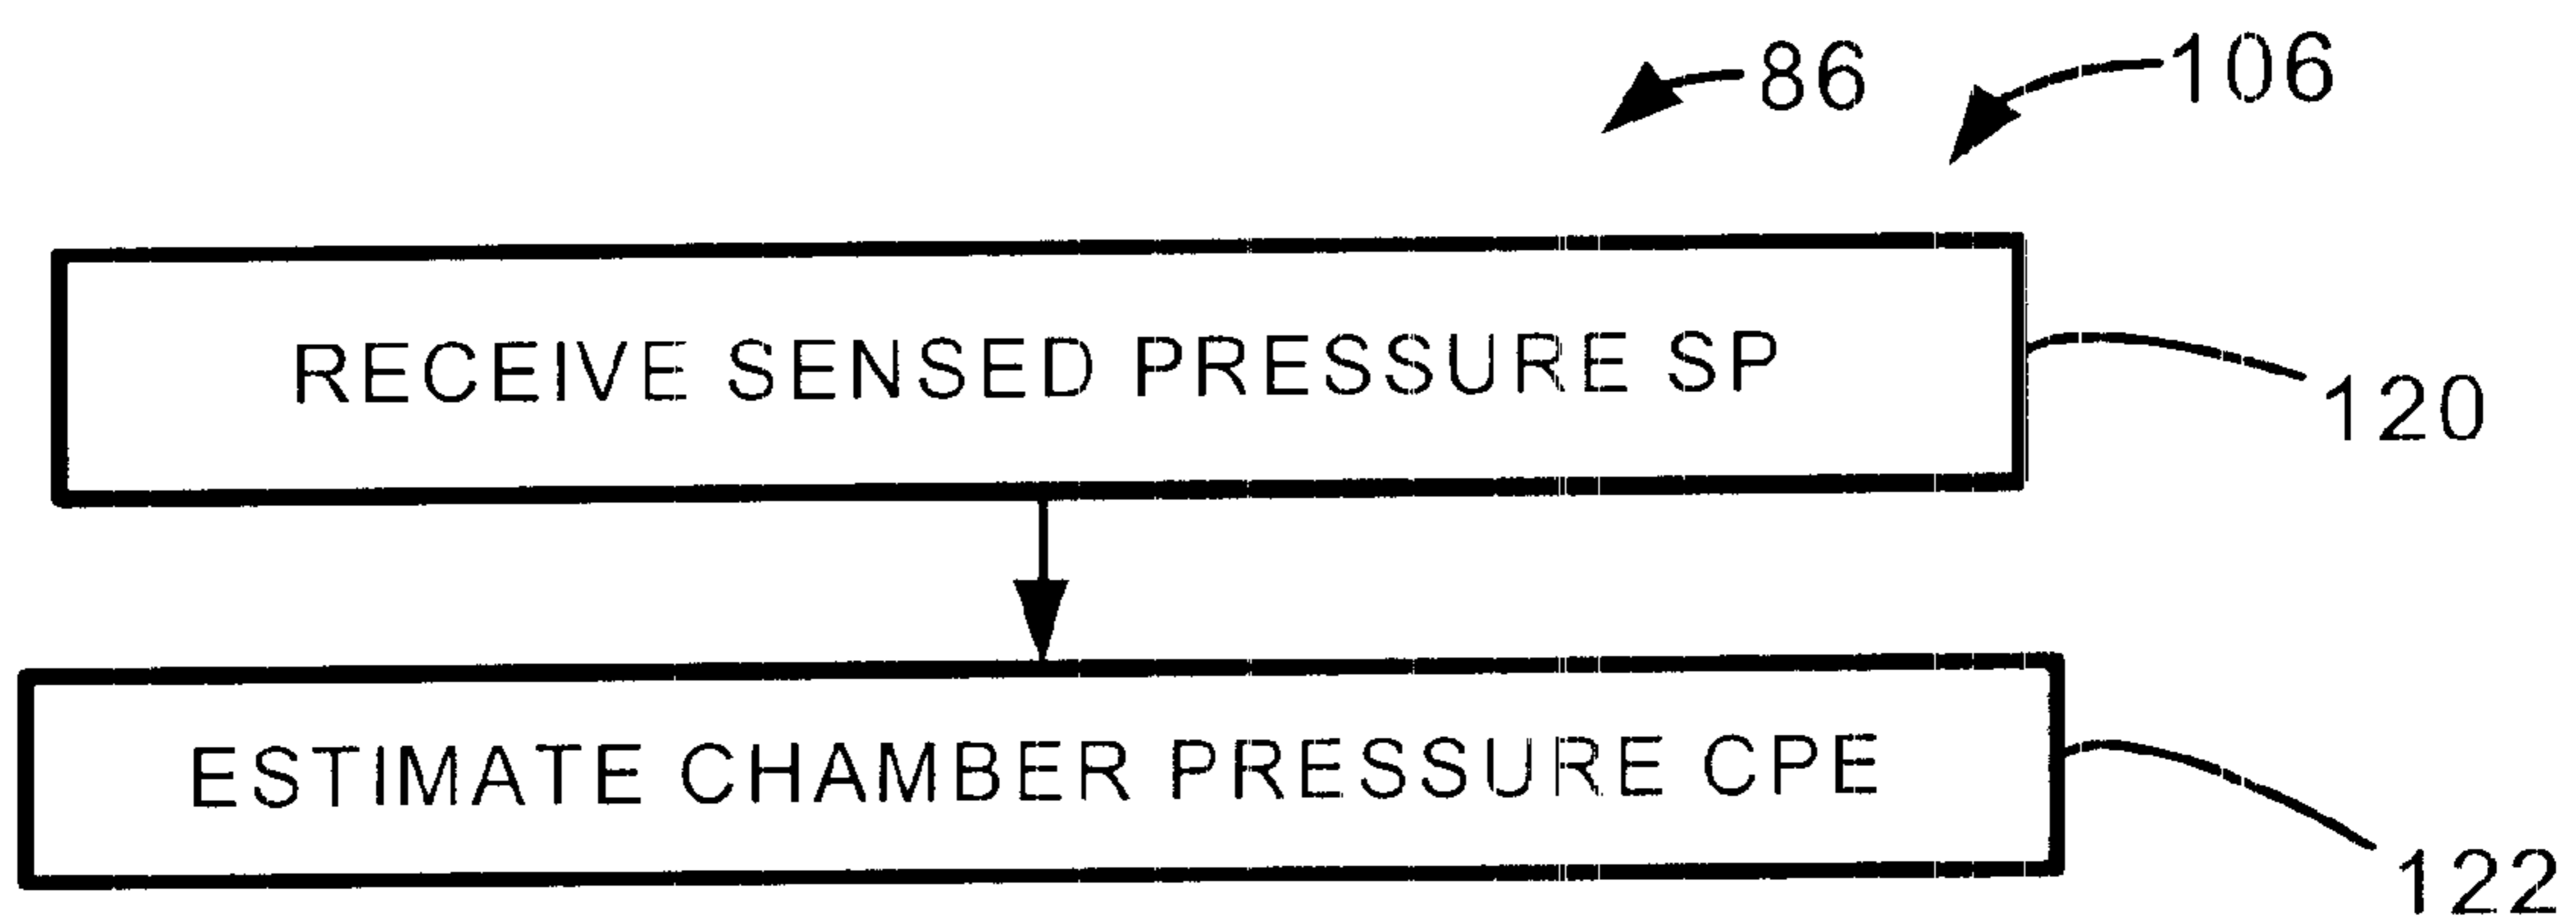 86
106
RECEIVE SENSED PRESSURE SP
120
ESTIMATE CHAMBER PRESSURE CPE
122